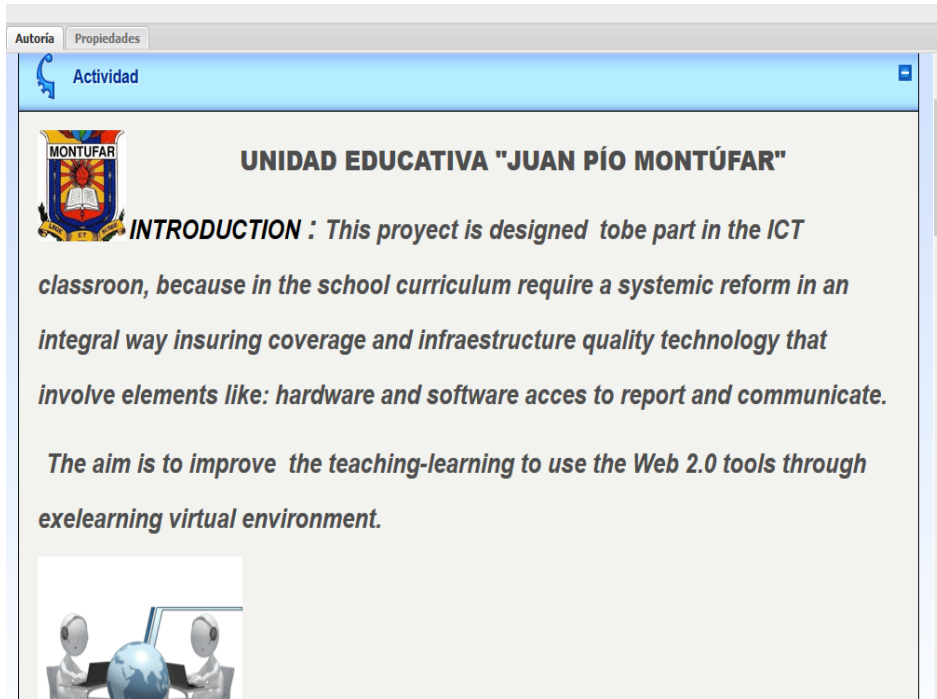 Autoría Propiedades
Actividad
MONTUFAR
UNIDAD EDUCATIVA "JUAN PÍO MONTÚFAR"
INTRODUCTION : This proyect is designed tobe part in the ICT
classroon, because in the school curriculum require a systemic reform in an
integral way insuring coverage and infraestructure quality technology that
involve elements like: hardware and software acces to report and communicate.
The aim is to improve the teaching-learning to use the Web 2.0 tools through
exelearning virtual environment.